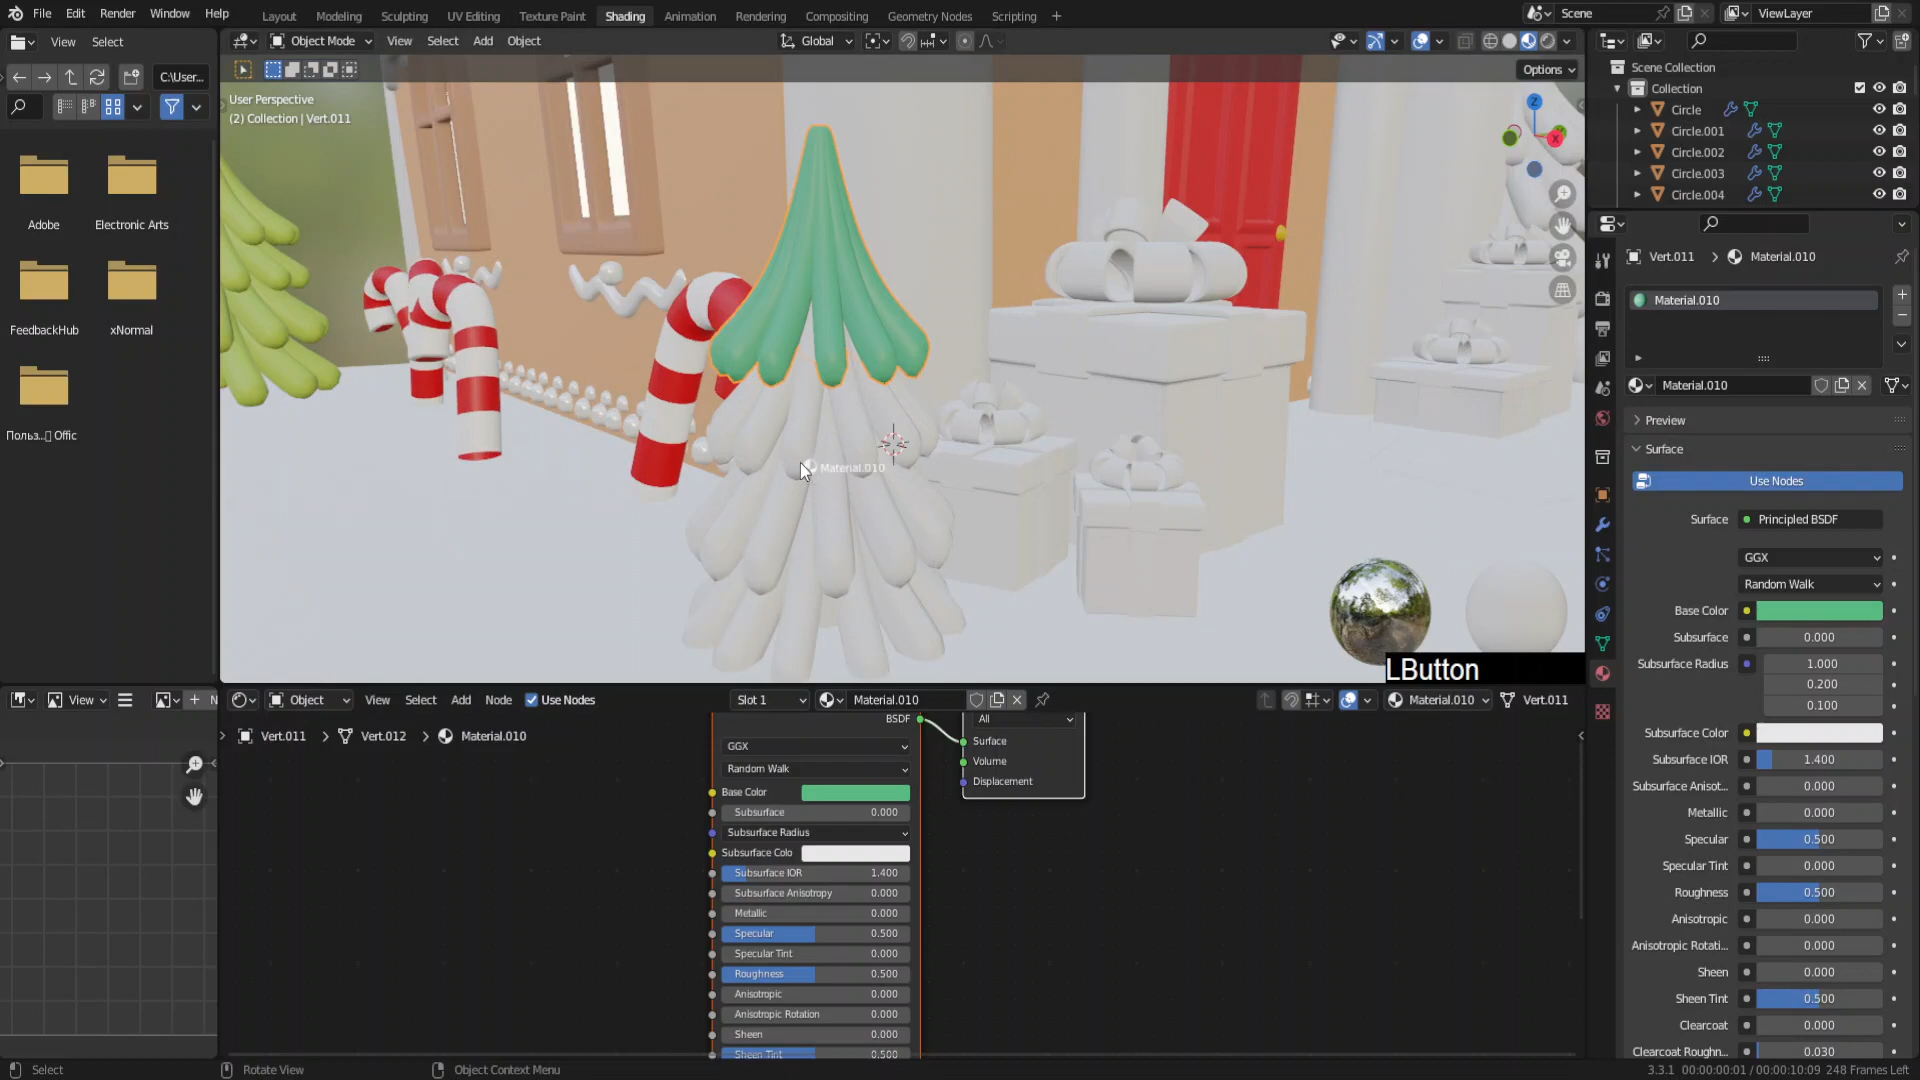 File Edit Render Window Help
Layout Modeling Sculpting UV Editing Texture Paint Shading Animation Rendering Compositing Geometry Nodes Scripting +
Scene
ViewLayer
View Select
Object Mode View Select Add Object
Global
C:\User...
Options
User Perspective
(2) Collection | Vert.011
Z
X
Adobe
Electronic Arts
FeedbackHub
xNormal
Offic
Material.010
LButton
Scene Collection
Collection
Circle
Circle.001
Circle.002
Circle.003
Circle.004
Vert.011 > Material.010
Material.010
Material.010
Preview
Surface
Use Nodes
Surface Principled BSDF
GGX
Random Walk
Base Color
Subsurface 0.000
Subsurface Radius 1.000
0.200
0.100
Subsurface Color
Subsurface IOR 1.400
Subsurface Anisot... 0.000
Metallic 0.000
Specular 0.500
Specular Tint 0.000
Roughness 0.500
Anisotropic 0.000
Anisotropic Rotati... 0.000
Sheen 0.000
Sheen Tint 0.500
Clearcoat 0.000
Clearcoat Roughn... 0.030
View
+ N
Object View Select Add Node Use Nodes
Slot 1
Material.010
Material.010
Vert.011
Vert.011 > Vert.012 > Material.010
BSDF
GGX
Random Walk
Base Color
Subsurface 0.000
Subsurface Radius
Subsurface Colo
Subsurface IOR 1.400
Subsurface Anisotropy 0.000
Metallic 0.000
Specular 0.500
Specular Tint 0.000
Roughness 0.500
Anisotropic 0.000
Anisotropic Rotation 0.000
Sheen 0.000
Sheen Tint 0.500
All
Surface
Volume
Displacement
Select
Rotate View
Object Context Menu
3.3.1 00:00:00:01 / 00:00:10:09 248 Frames Left